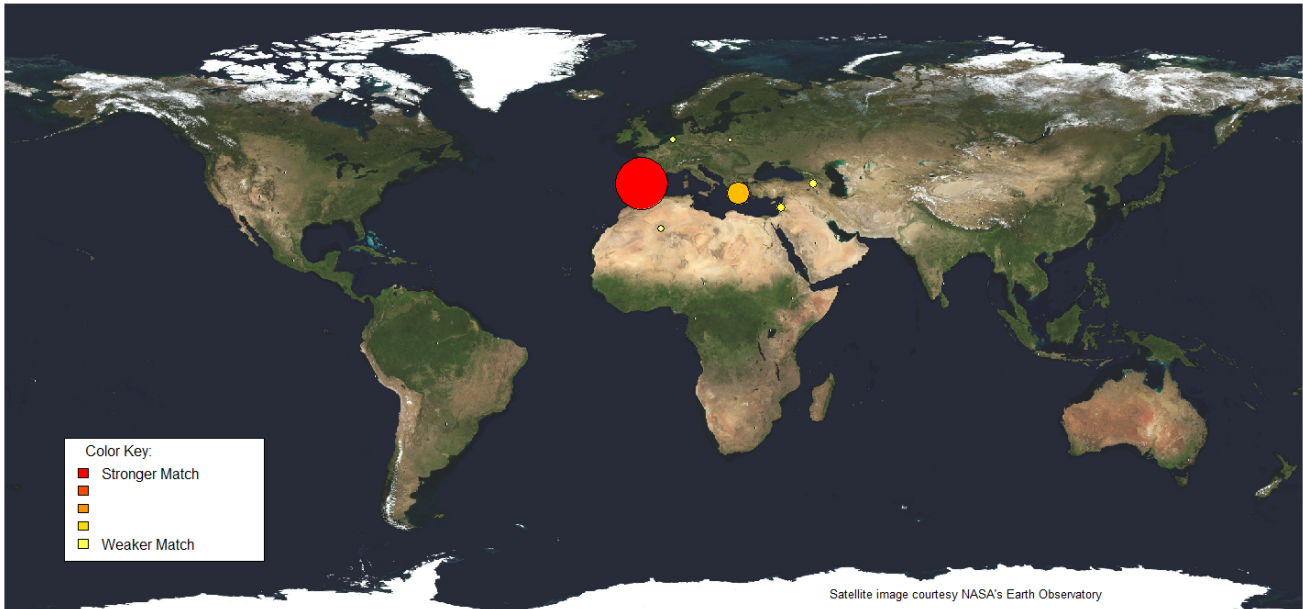 Color Key:
Stronger Match
Weaker Match
Satellite image courtesy NASA's Earth Observatory